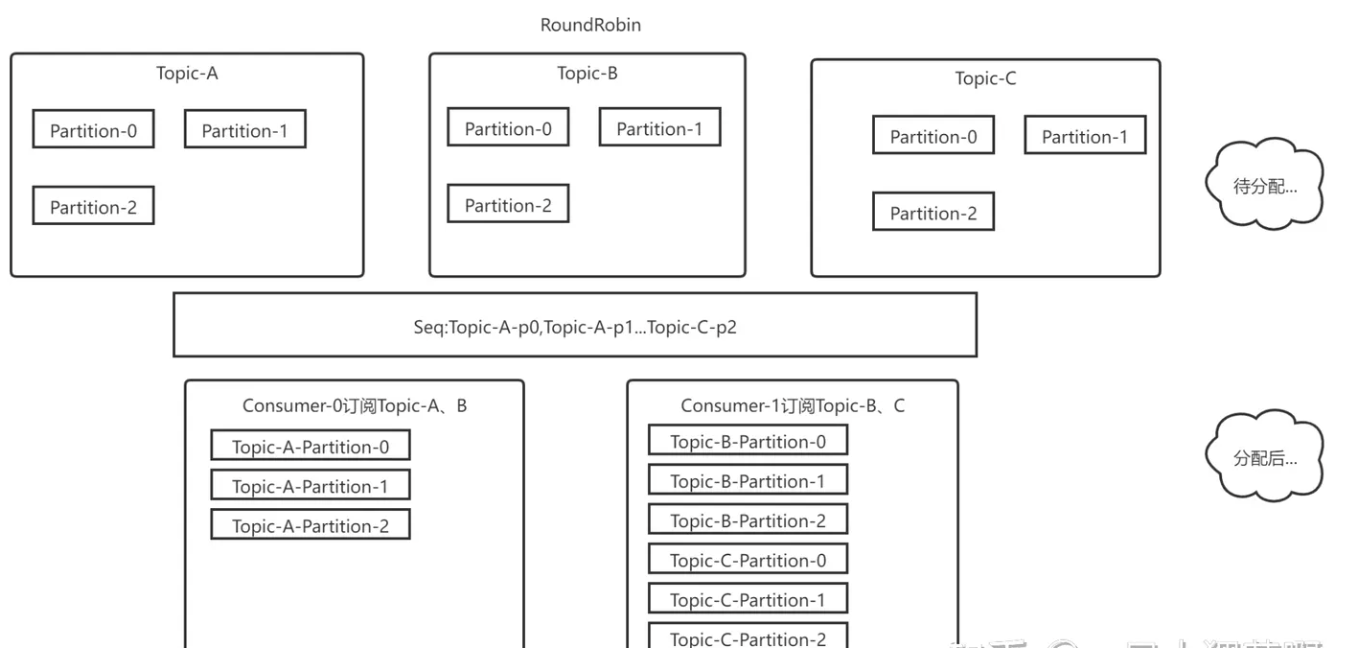 RoundRobin
Topic-A
Topic-B
Topic-C
Partition-0
Partition-1
Partition-0
Partition-1
Partition-0
Partition-1
待分配...
Partition-2
Partition-2
Partition-2
Seq:Topic-A-p0,Topic-A-p1...Topic-C-p2
Consumer-0订阅Topic-A、B
Topic-A-Partition-0
Topic-A-Partition-1
Topic-A-Partition-2
Consumer-1订阅Topic-B、C
Topic-B-Partition-0
Topic-B-Partition-1
Topic-B-Partition-2
Topic-C-Partition-0
Topic-C-Partition-1
Topic-C-Partition-2
分配后...